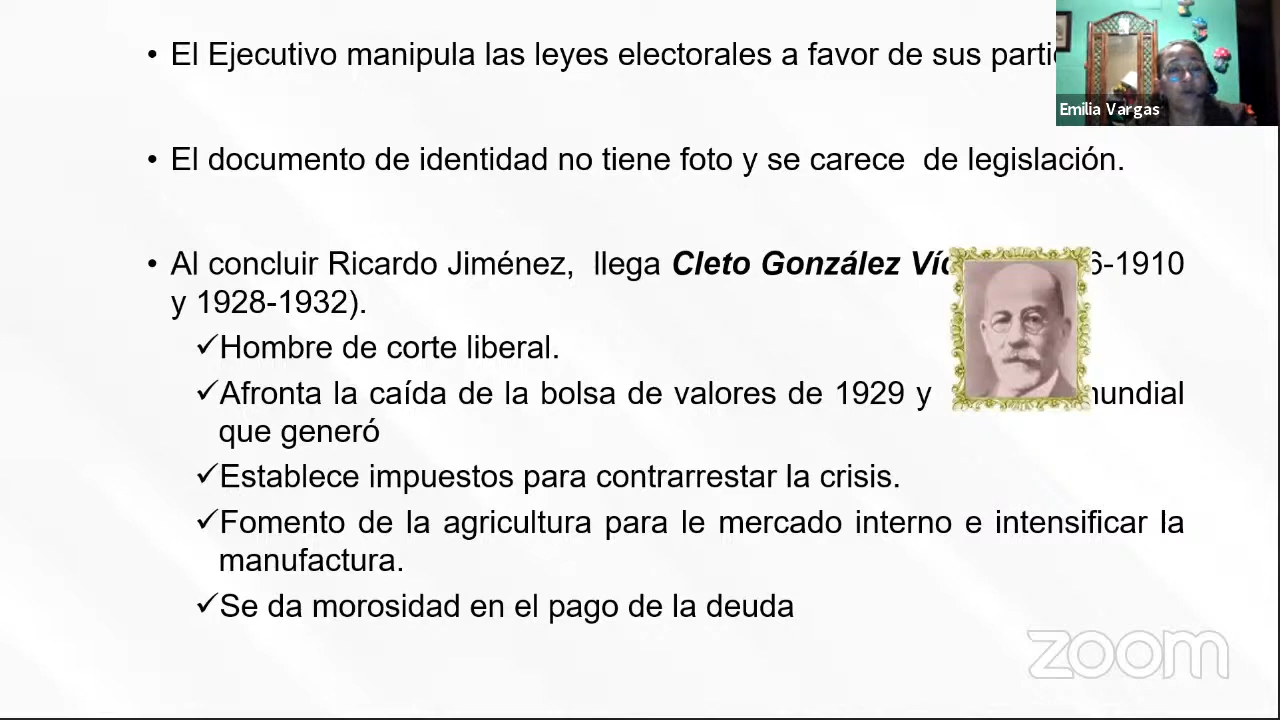 • El Ejecutivo manipula las leyes electorales a favor de sus
Emilia Vargas
• El documento de identidad no tiene foto y se carece de legislación.
• Al concluir Ricardo Jiménez, llega Cleto González -1910
y 1928-1932).
✓Hombre de corte liberal.
✓Afronta la caída de la bolsa de valores de 1929 y
que generó
✓Establece impuestos para contrarrestar la crisis.
✓Fomento de la agricultura para le mercado interno e intensificar la
manufactura.
✓Se da morosidad en el pago de la deuda
zoom